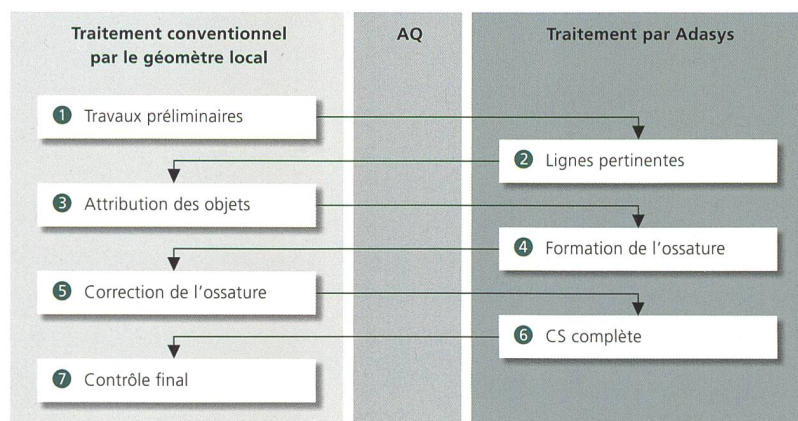 Traitement conventionnel
par le géomètre local
AQ
Traitement par Adasys
1 Travaux préliminaires
2 Lignes pertinentes
3 Attribution des objets
4 Formation de l'ossature
5 Correction de l'ossature
6 CS complète
7 Contrôle final